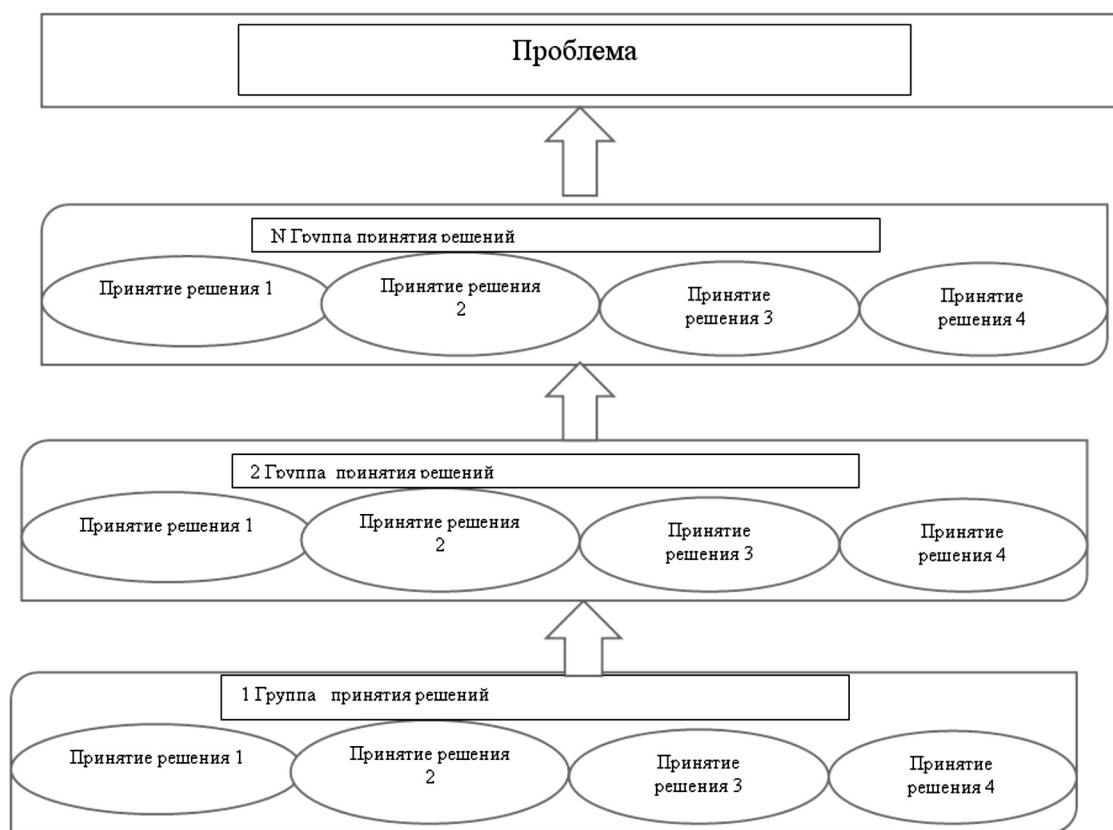 Проблема
N Группа принятия решений
Принятие решения 1
Принятие решения
2
Принятие
решения 3
Принятие
решения 4
2 Группа принятия решений
Принятие решения 1
Принятие решения
2
Принятие
решения 3
Принятие
решения 4
1 Группа принятия решений
Принятие решения 1
Принятие решения
2
Принятие
решения 3
Принятие
решения 4